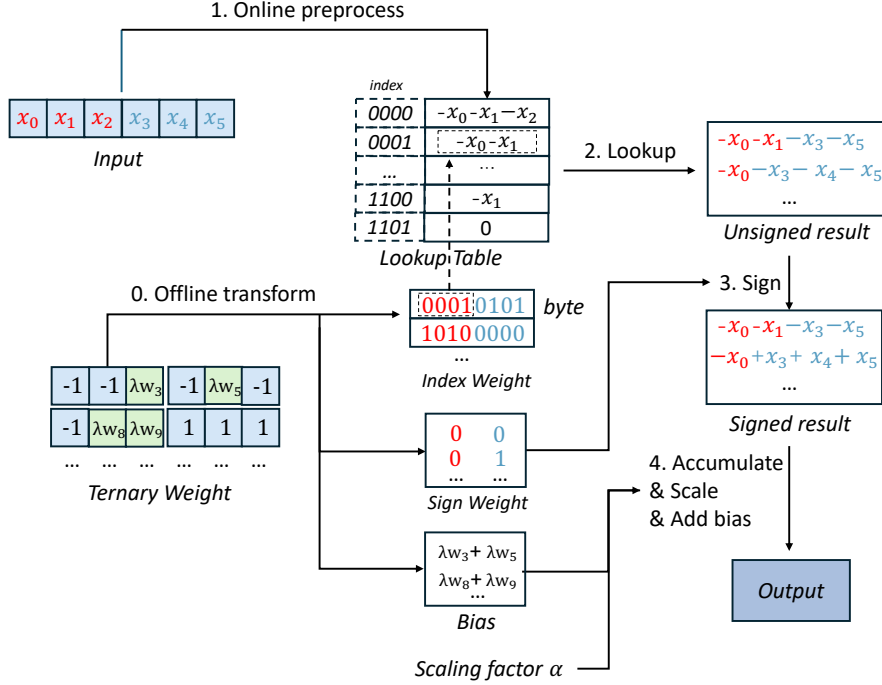 1. Online preprocess
x₀ x₁ x₂ x₃ x₄ x₅
Input
index
0000 -x₀-x₁−x₂
0001 -x₀-x₁
... ...
1100 -x₁
1101 0
Lookup Table
2. Lookup
-x₀-x₁−x₃−x₅
-x₀−x₃− x₄− x₅
...
Unsigned result
0. Offline transform
00010101 byte
10100000
...
Index Weight
3. Sign
-x₀-x₁−x₃−x₅
−x₀+x₃+ x₄+ x₅
...
Signed result
-1 -1 λw₃ -1 λw₅ -1
-1 λw₈ λw₉ 1 1 1
... ... ... ... ... ...
Ternary Weight
0 0
0 1
... ...
Sign Weight
4. Accumulate
& Scale
& Add bias
λw₃+ λw₅
λw₈+ λw₉
...
Bias
Output
Scaling factor α